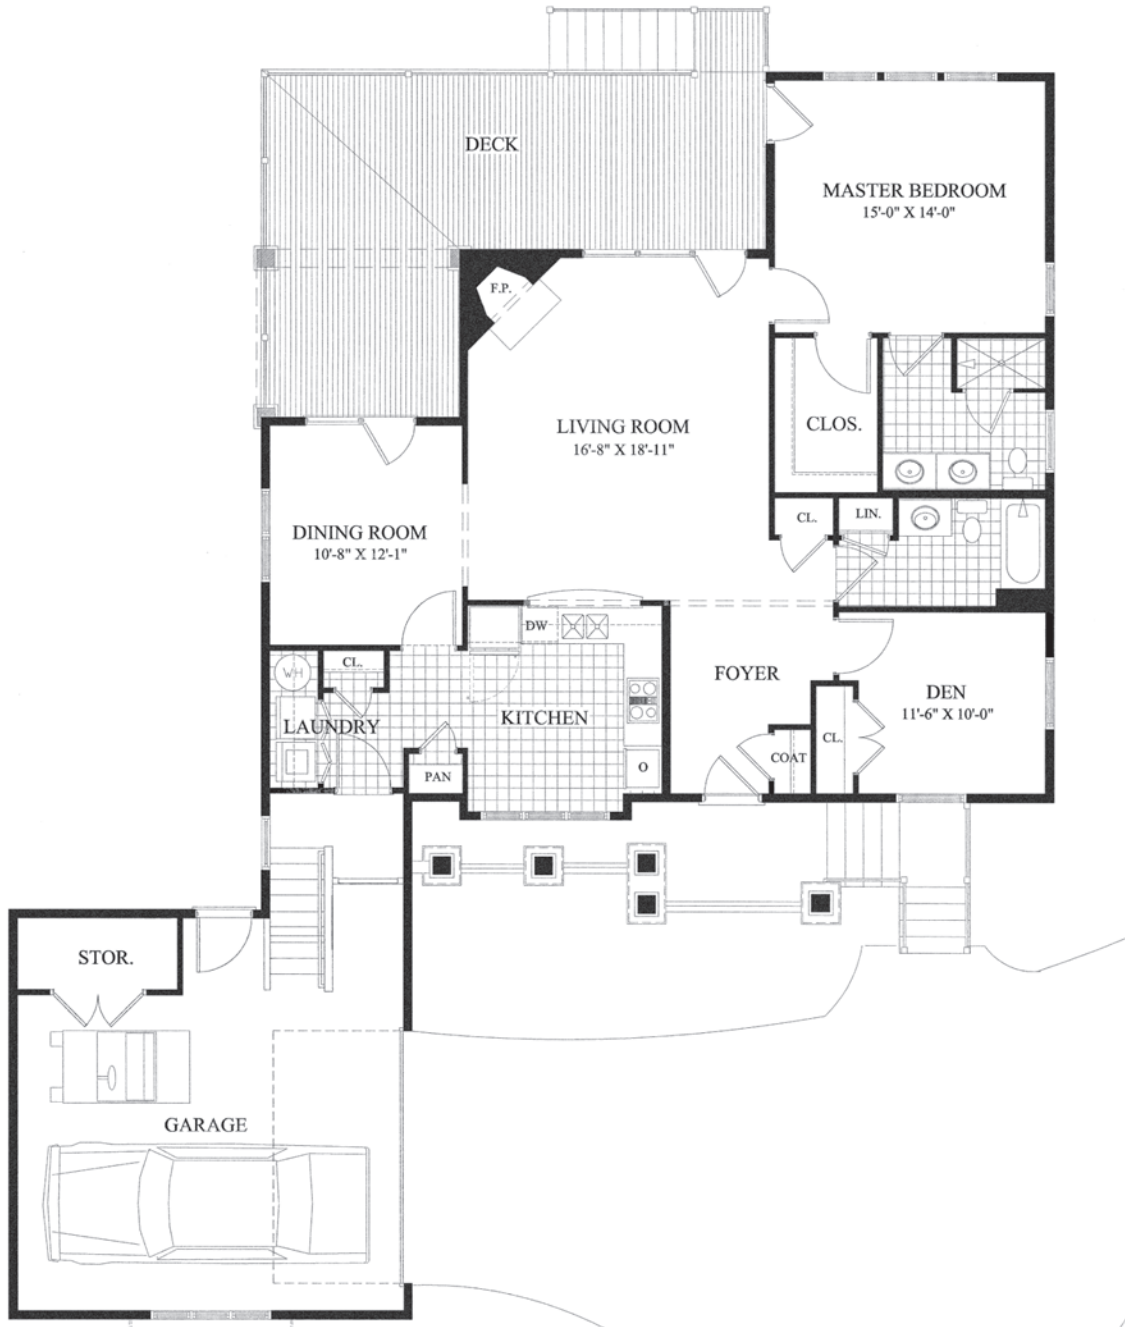 DECK
MASTER BEDROOM
15'-0" X 14'-0"
F.P.
LIVING ROOM
16'-8" X 18'-11"
CLOS.
DINING ROOM
10'-8" X 12'-1"
CL.
LIN.
DW
CL.
WH
LAUNDRY
KITCHEN
FOYER
DEN
11'-6" X 10'-0"
CL.
COAT
PAN
O
STOR.
GARAGE